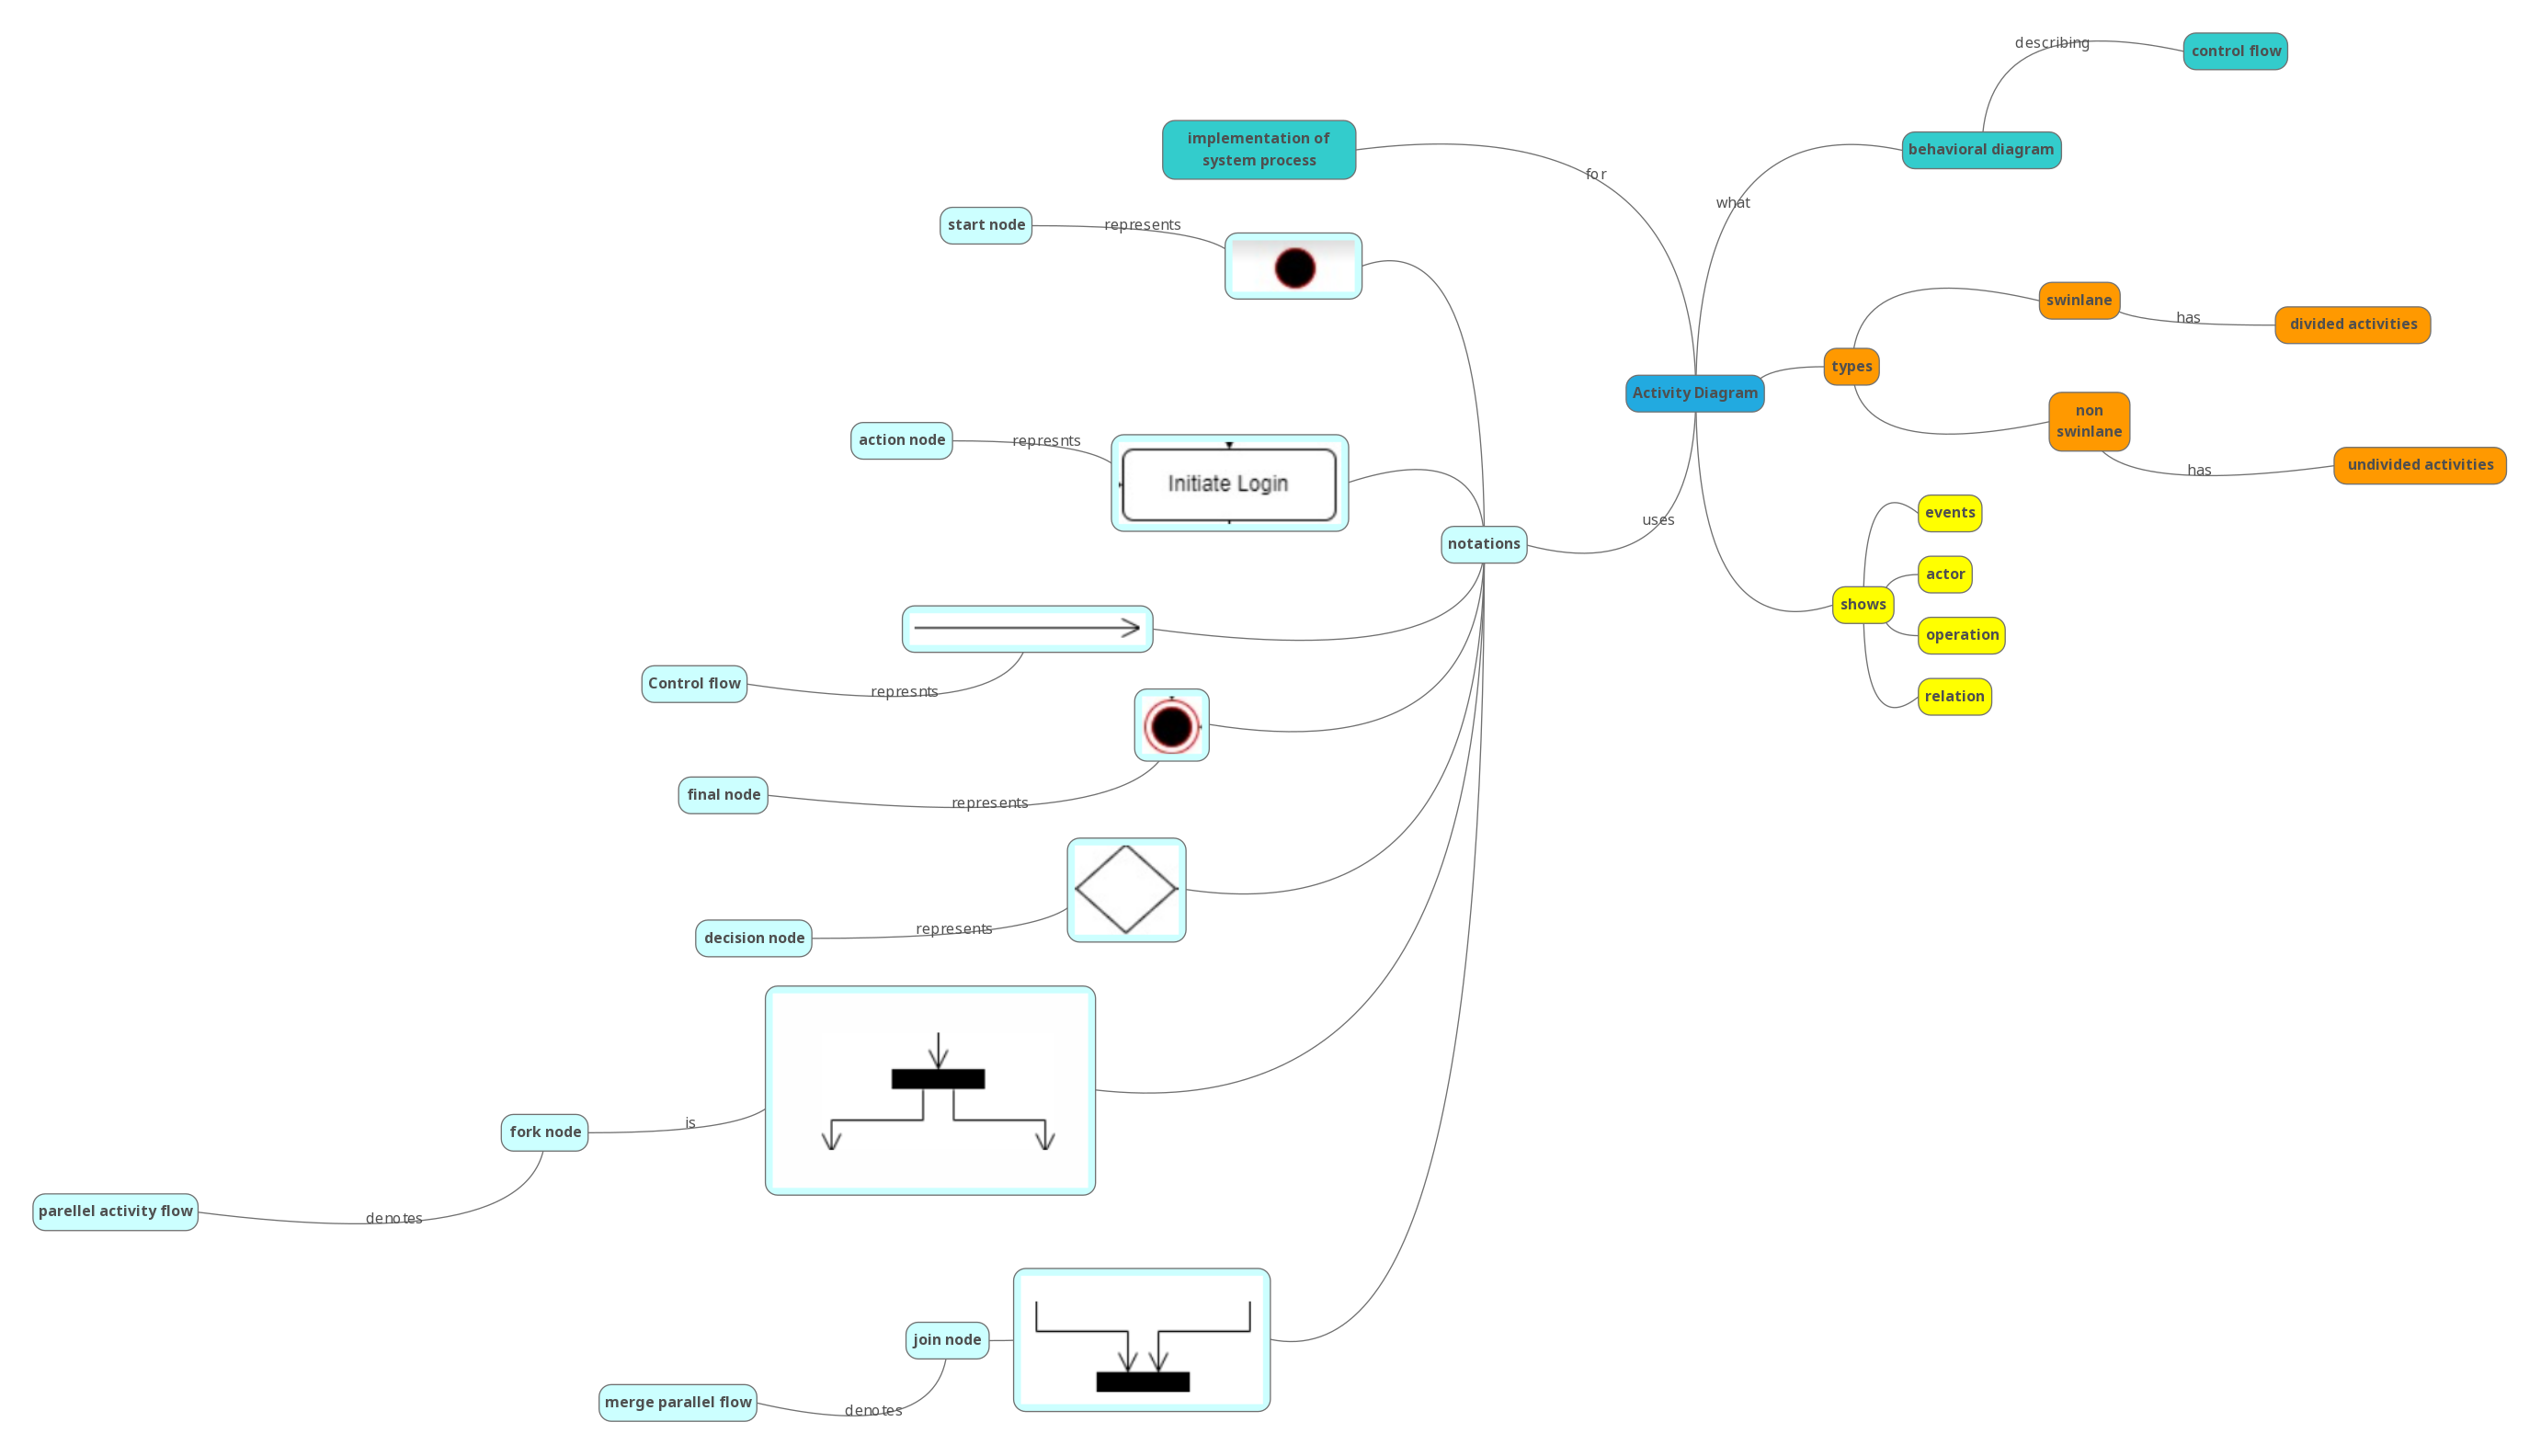 describing
control flow
implementation of
system process
for
what
behavioral diagram
start node
represents
swinlane
has
divided activities
types
Activity Diagram
non
swinlane
has
undivided activities
action node
represnts
Initiate Login
uses
notations
events
actor
shows
operation
relation
Control flow
represnts
final node
represents
decision node
represents
fork node
is
parellel activity flow
denotes
join node
merge parallel flow
denotes